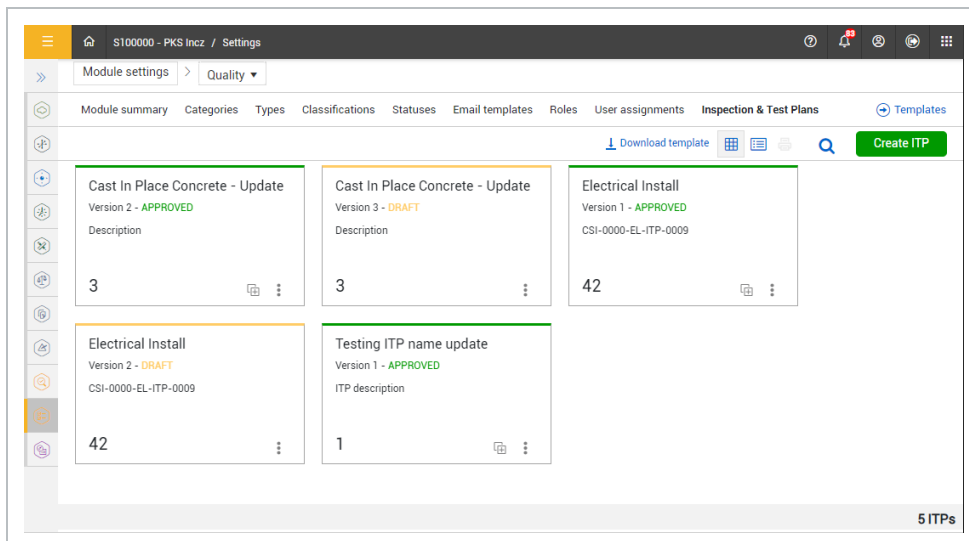 S100000 - PKS Incz / Settings
83
Module settings > Quality
Module summary Categories Types Classifications Statuses Email templates Roles User assignments Inspection & Test Plans Templates
Download template Create ITP
Cast In Place Concrete - Update
Version 2 - APPROVED
Description
3
Cast In Place Concrete - Update
Version 3 - DRAFT
Description
3
Electrical Install
Version 1 - APPROVED
CSI-0000-EL-ITP-0009
42
Electrical Install
Version 2 - DRAFT
CSI-0000-EL-ITP-0009
42
Testing ITP name update
Version 1 - APPROVED
ITP description
1
5 ITPs